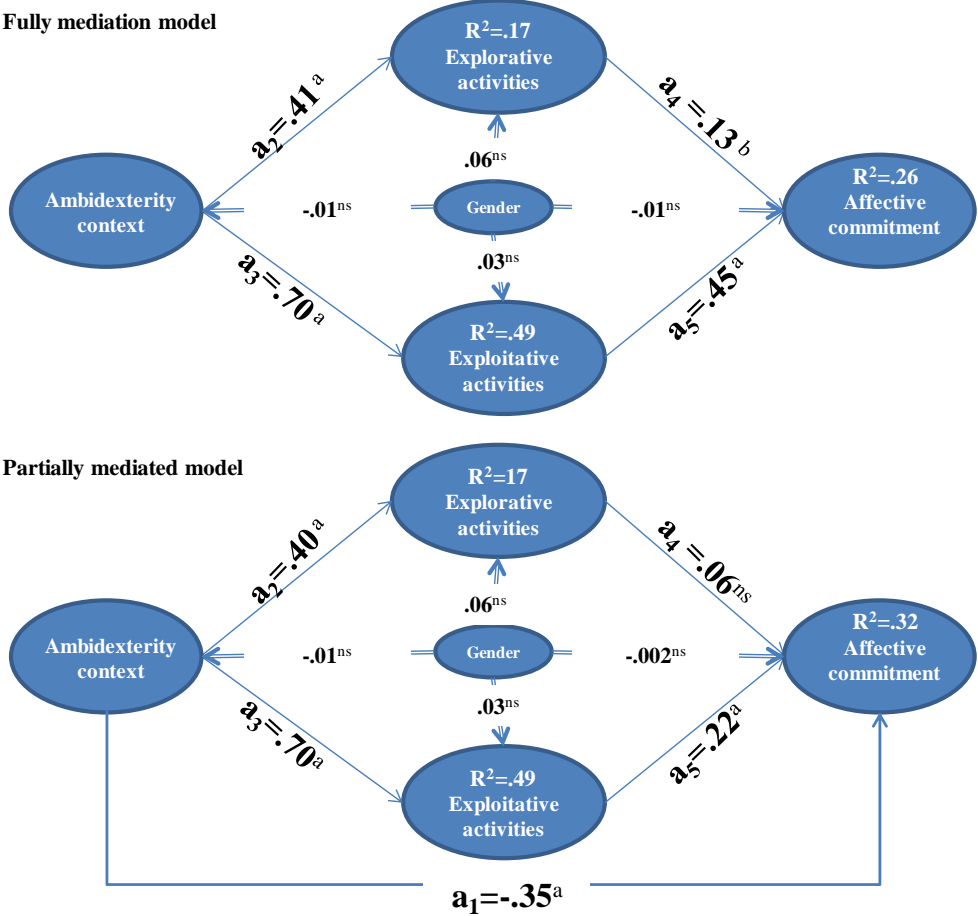 Fully mediation model
R²=.17
Explorative
activities
a₂=.41ᵃ
a₄ =.13 ᵇ
.06ⁿˢ
Ambidexterity
context
-.01ⁿˢ
Gender
-.01ⁿˢ
R²=.26
Affective
commitment
.03ⁿˢ
a₃=.70ᵃ
a₅=.45ᵃ
R²=.49
Exploitative
activities
Partially mediated model
R²=17
Explorative
activities
a₂=.40ᵃ
a₄ =.06ⁿˢ
.06ⁿˢ
Ambidexterity
context
-.01ⁿˢ
Gender
-.002ⁿˢ
R²=.32
Affective
commitment
.03ⁿˢ
a₃=.70ᵃ
a₅=.22ᵃ
R²=.49
Exploitative
activities
a₁=-.35ᵃ